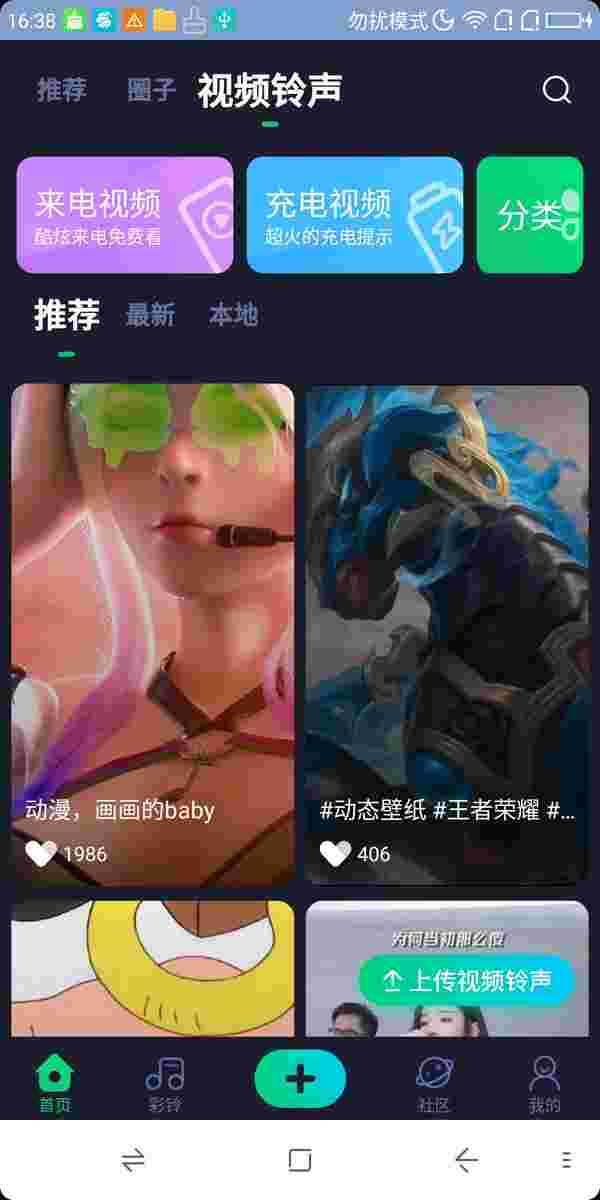 16:38
勿扰模式
推荐 圈子 视频铃声
来电视频
酷炫来电免费看
充电视频
超火的充电提示
分类
推荐 最新 本地
动漫，画画的baby
1986
#动态壁纸 #王者荣耀 #...
406
为何当初那么傻
上传视频铃声
首页 彩铃 社区 我的